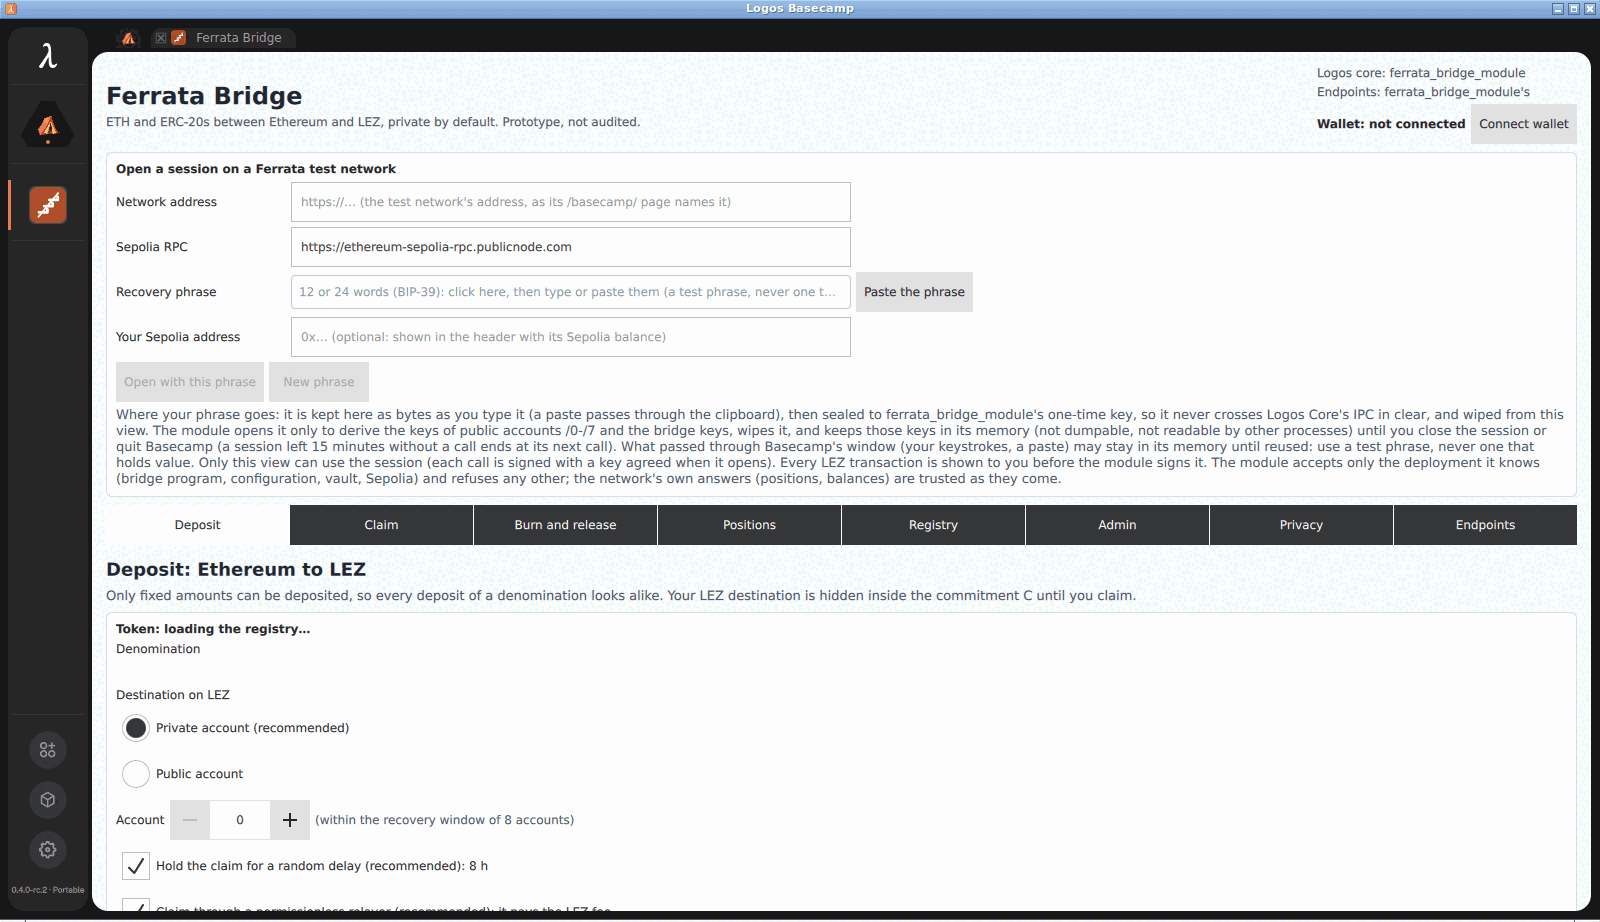 Logos Basecamp
Ferrata Bridge
Logos core: ferrata_bridge_module
Endpoints: ferrata_bridge_module's
Wallet: not connected
Connect wallet
Ferrata Bridge
ETH and ERC-20s between Ethereum and LEZ, private by default. Prototype, not audited.
Open a session on a Ferrata test network
Network address
https://... (the test network's address, as its /basecamp/ page names it)
Sepolia RPC
https://ethereum-sepolia-rpc.publicnode.com
Recovery phrase
12 or 24 words (BIP-39): click here, then type or paste them (a test phrase, never one t...
Paste the phrase
Your Sepolia address
0x... (optional: shown in the header with its Sepolia balance)
Open with this phrase
New phrase
Where your phrase goes: it is kept here as bytes as you type it (a paste passes through the clipboard), then sealed to ferrata_bridge_module's one-time key, so it never crosses Logos Core's IPC in clear, and wiped from this
view. The module opens it only to derive the keys of public accounts /0-/7 and the bridge keys, wipes it, and keeps those keys in its memory (not dumpable, not readable by other processes) until you close the session or
quit Basecamp (a session left 15 minutes without a call ends at its next call). What passed through Basecamp's window (your keystrokes, a paste) may stay in its memory until reused: use a test phrase, never one that
holds value. Only this view can use the session (each call is signed with a key agreed when it opens). Every LEZ transaction is shown to you before the module signs it. The module accepts only the deployment it knows
(bridge program, configuration, vault, Sepolia) and refuses any other; the network's own answers (positions, balances) are trusted as they come.
Deposit
Claim
Burn and release
Positions
Registry
Admin
Privacy
Endpoints
Deposit: Ethereum to LEZ
Only fixed amounts can be deposited, so every deposit of a denomination looks alike. Your LEZ destination is hidden inside the commitment C until you claim.
Token: loading the registry...
Denomination
Destination on LEZ
Private account (recommended)
Public account
Account
0
(within the recovery window of 8 accounts)
Hold the claim for a random delay (recommended): 8 h
Claim through a permissionless relayer (recommended): it pays the LEZ fee
0.4.0-rc.2 · Portable